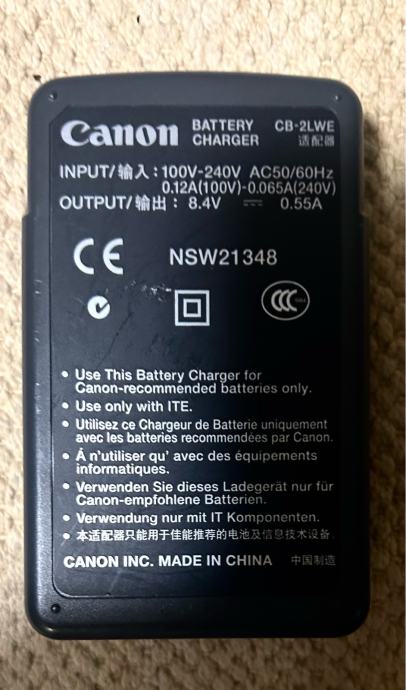 Canon BATTERY CHARGER CB-2LWE 适配器
INPUT/输入:100V-240V AC50/60Hz
0.12A(100V)-0.065A(240V)
OUTPUT/输出: 8.4V ⎓ 0.55A
CE NSW21348
CCC
• Use This Battery Charger for
Canon-recommended batteries only.
• Use only with ITE.
• Utilisez ce Chargeur de Batterie uniquement
avec les batteries recommendées par Canon.
• Á n'utiliser qu' avec des équipements
informatiques.
• Verwenden Sie dieses Ladegerät nur für
Canon-empfohlene Batterien.
• Verwendung nur mit IT Komponenten.
• 本适配器只能用于佳能推荐的电池及信息技术设备.
CANON INC. MADE IN CHINA 中国制造